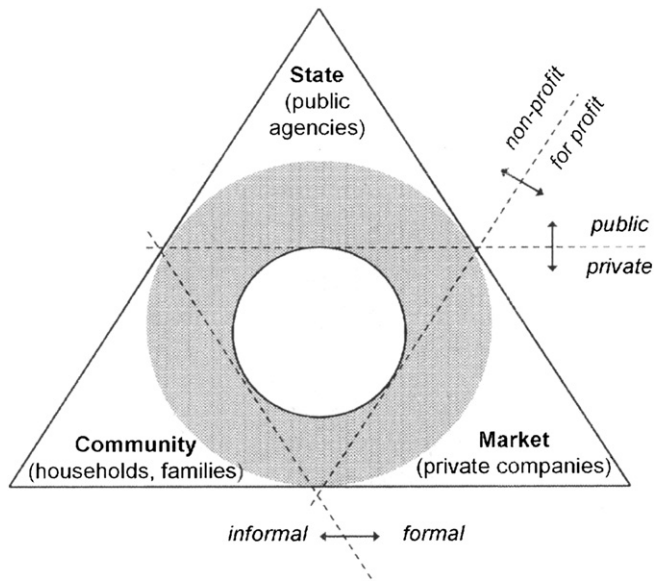 State
(public
agencies)
non-profit
for profit
public
private
Community
(households, families)
Market
(private companies)
informal
formal